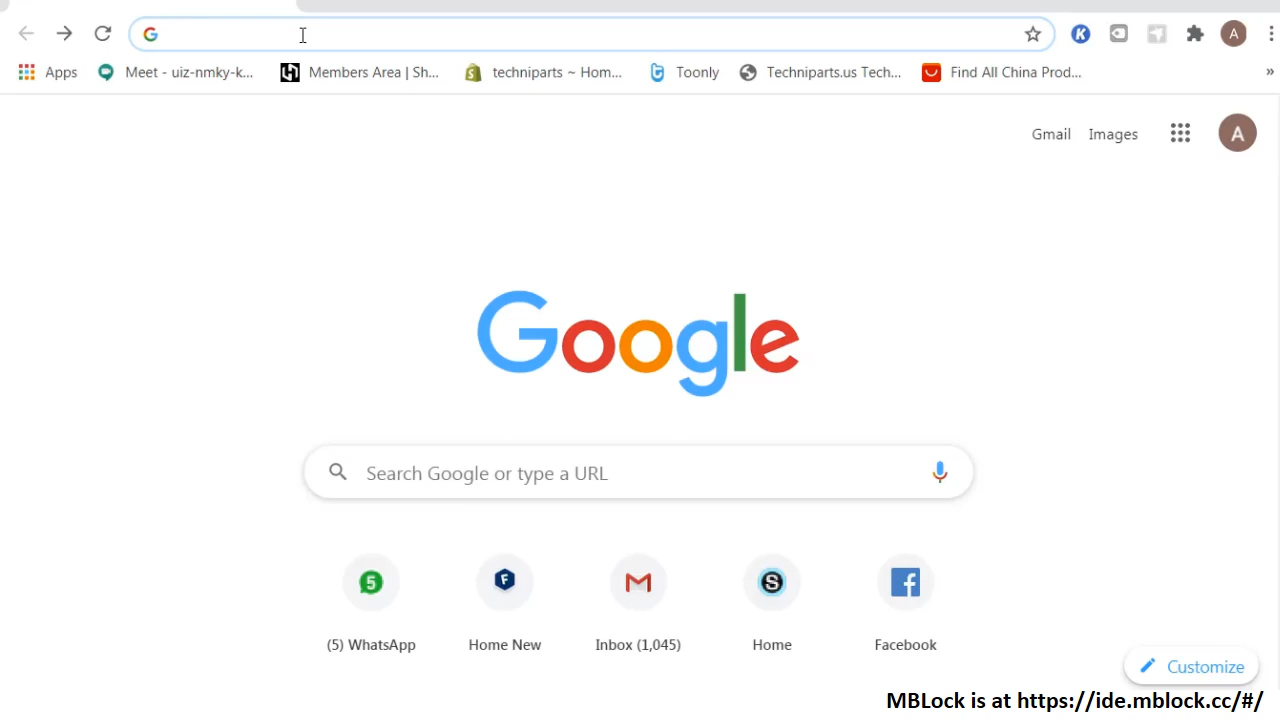 Apps Meet - uiz-nmky-k... Members Area | Sh... techniparts ~ Hom... Toonly Techniparts.us Tech... Find All China Prod... »
A
Gmail Images A
Google
Search Google or type a URL
5 F S f
(5) WhatsApp Home New Inbox (1,045) Home Facebook
Customize
MBLock is at https://ide.mblock.cc/#/